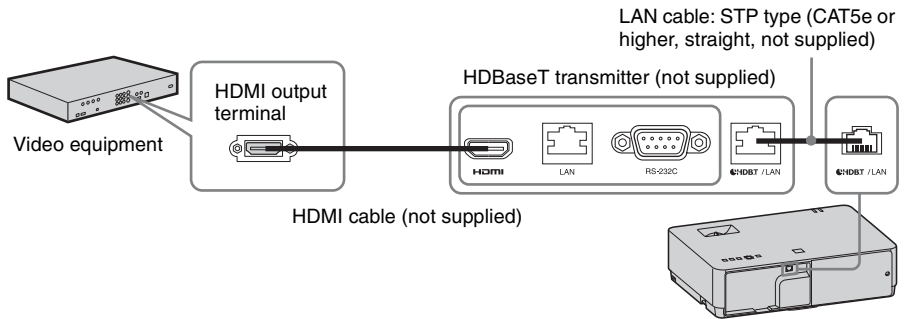 LAN cable: STP type (CAT5e or
higher, straight, not supplied)
HDBaseT transmitter (not supplied)
HDMI output
terminal
Video equipment
HDMI
LAN
RS-232C
HDBT / LAN
HDBT / LAN
HDMI cable (not supplied)